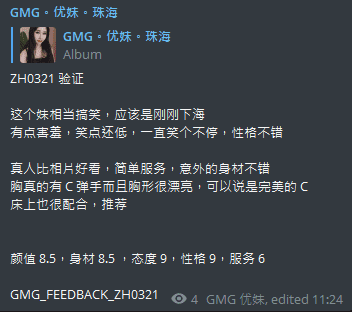 GMG。优妹。珠海
GMG。优妹。珠海
Album
ZH0321 验证
这个妹相当搞笑，应该是刚刚下海
有点害羞，笑点还低，一直笑个不停，性格不错
真人比相片好看，简单服务，意外的身材不错
胸真的有 C 弹手而且胸形很漂亮，可以说是完美的 C
床上也很配合，推荐
颜值 8.5，身材 8.5 ，态度 9，性格 9，服务 6
GMG_FEEDBACK_ZH0321 4 GMG 优妹, edited 11:24